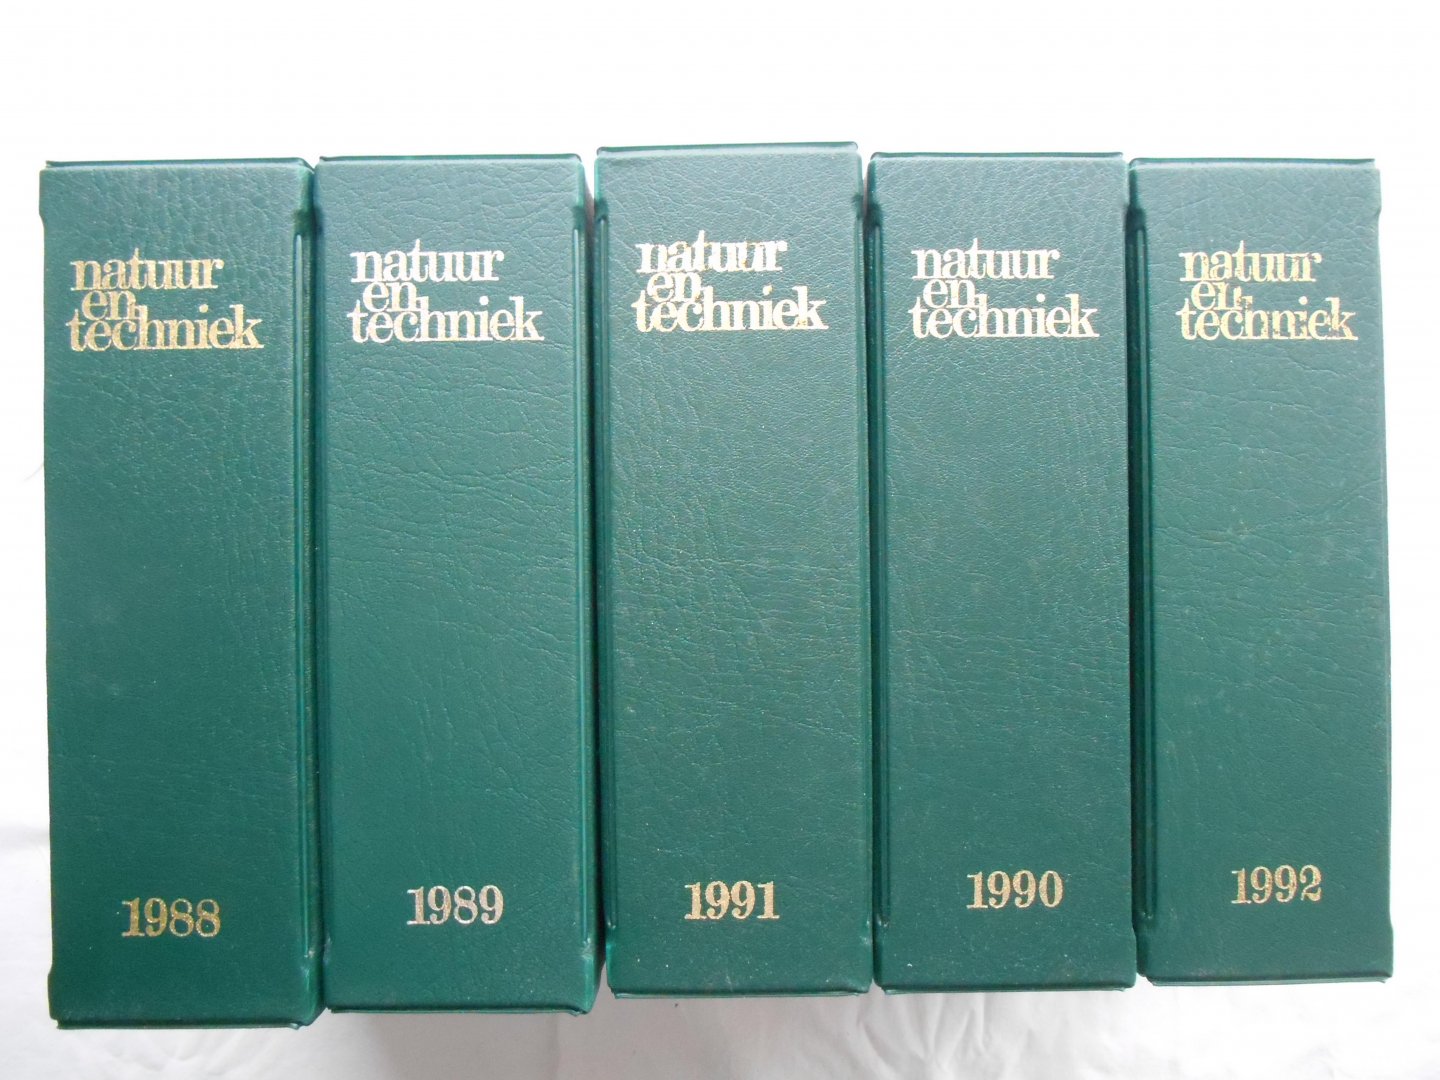 natuur
en
techniek
1988
natuur
en
techniek
1989
natuur
en
techniek
1991
natuur
en
techniek
1990
natuur
en
techniek
1992